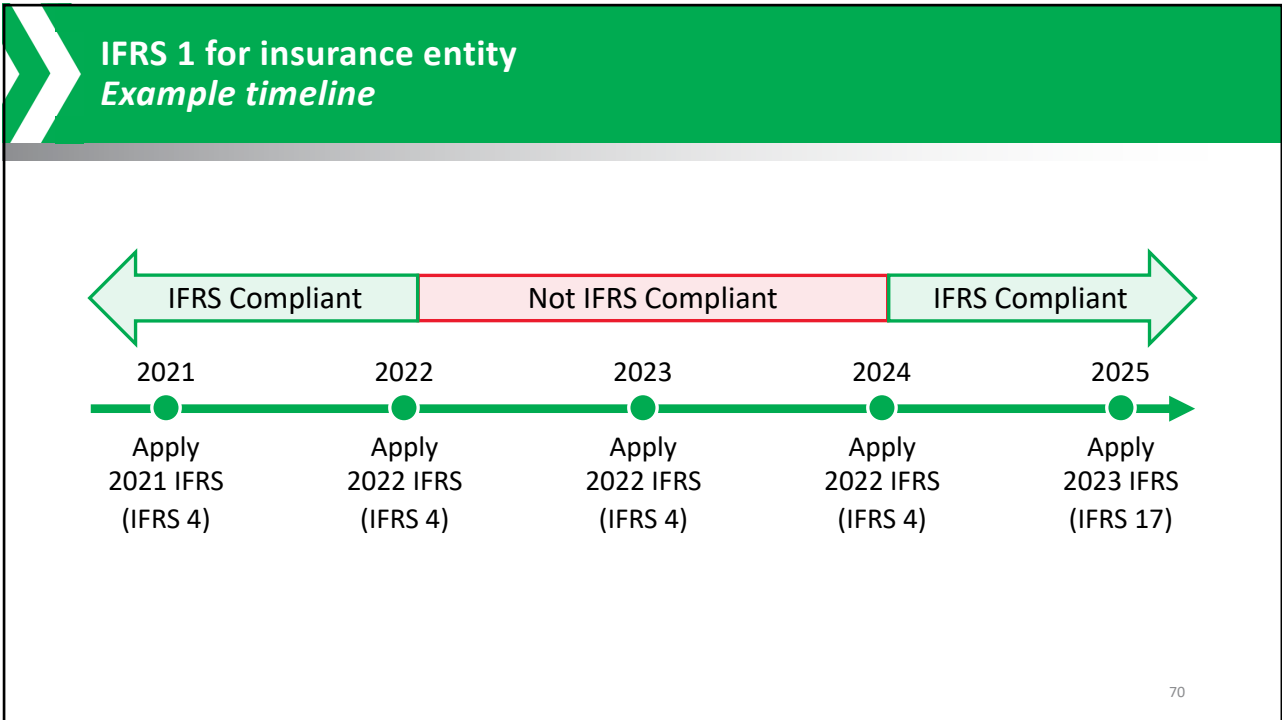 IFRS 1 for insurance entity
Example timeline
IFRS Compliant
Not IFRS Compliant
IFRS Compliant
2021
2022
2023
2024
2025
Apply
2021 IFRS
(IFRS 4)
Apply
2022 IFRS
(IFRS 4)
Apply
2022 IFRS
(IFRS 4)
Apply
2022 IFRS
(IFRS 4)
Apply
2023 IFRS
(IFRS 17)
70